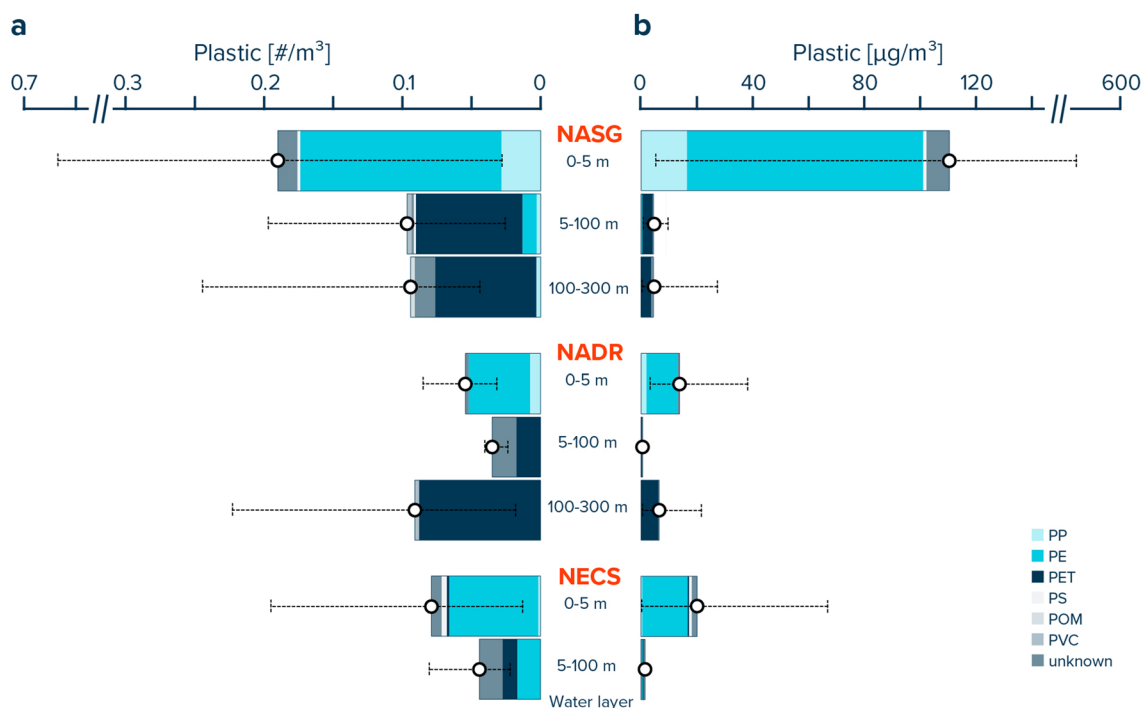 a
b
Plastic [#/m³]
Plastic [µg/m³]
0.7 0.3 0.2 0.1 0
0 40 80 120 600
NASG
0-5 m
5-100 m
100-300 m
NADR
0-5 m
5-100 m
100-300 m
NECS
0-5 m
5-100 m
Water layer
PP
PE
PET
PS
POM
PVC
unknown